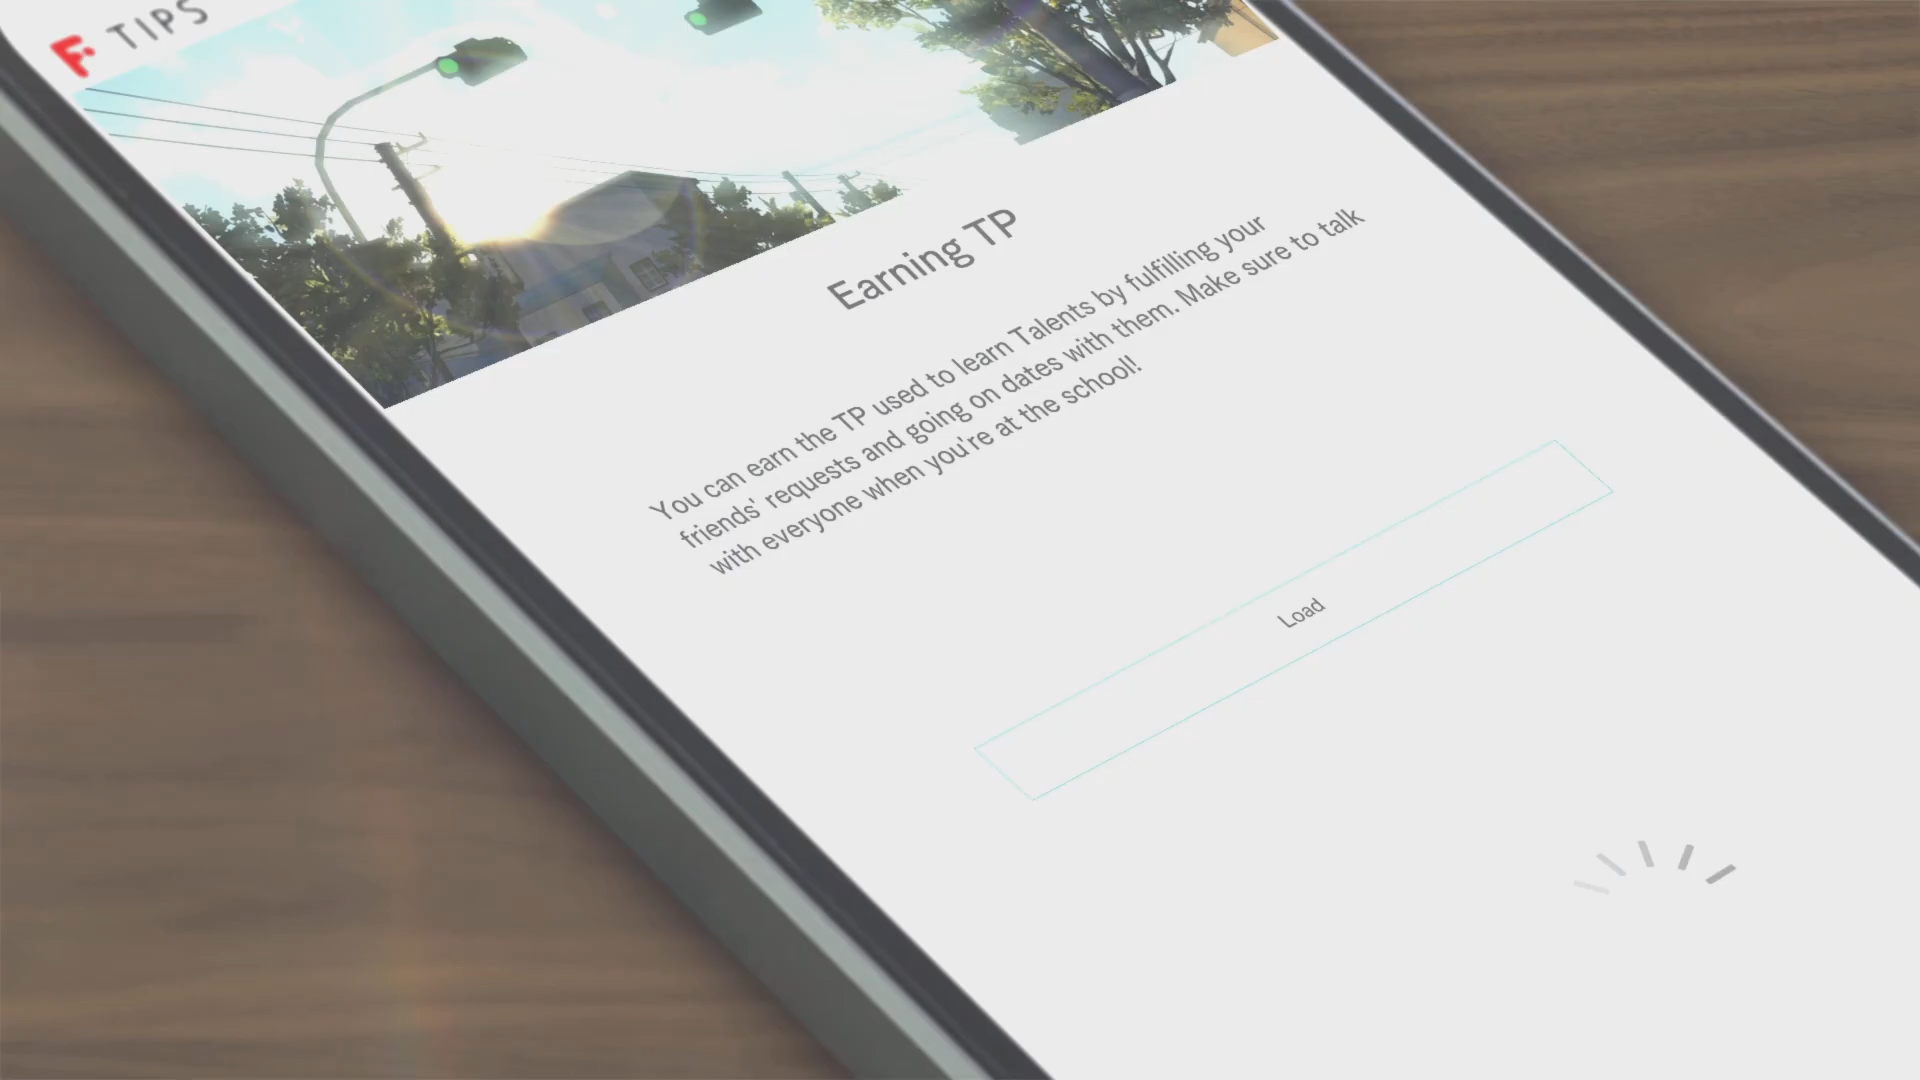 TIPS
Earning TP
You can earn the TP used to learn Talents by fulfilling your
friends' requests and going on dates with them. Make sure to talk
with everyone when you're at the school!
Load